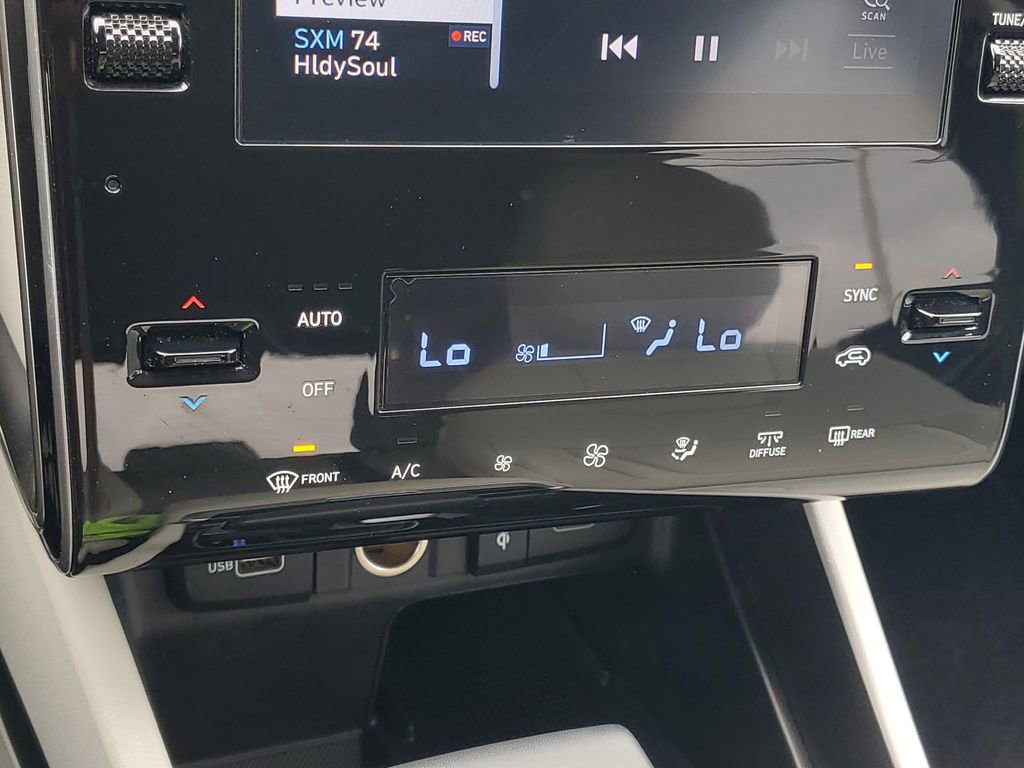 Preview
SXM 74
HldySoul
REC
SCAN
Live
TUNE/
AUTO
OFF
Lo
Lo
SYNC
FRONT
A/C
DIFFUSE
REAR
USB